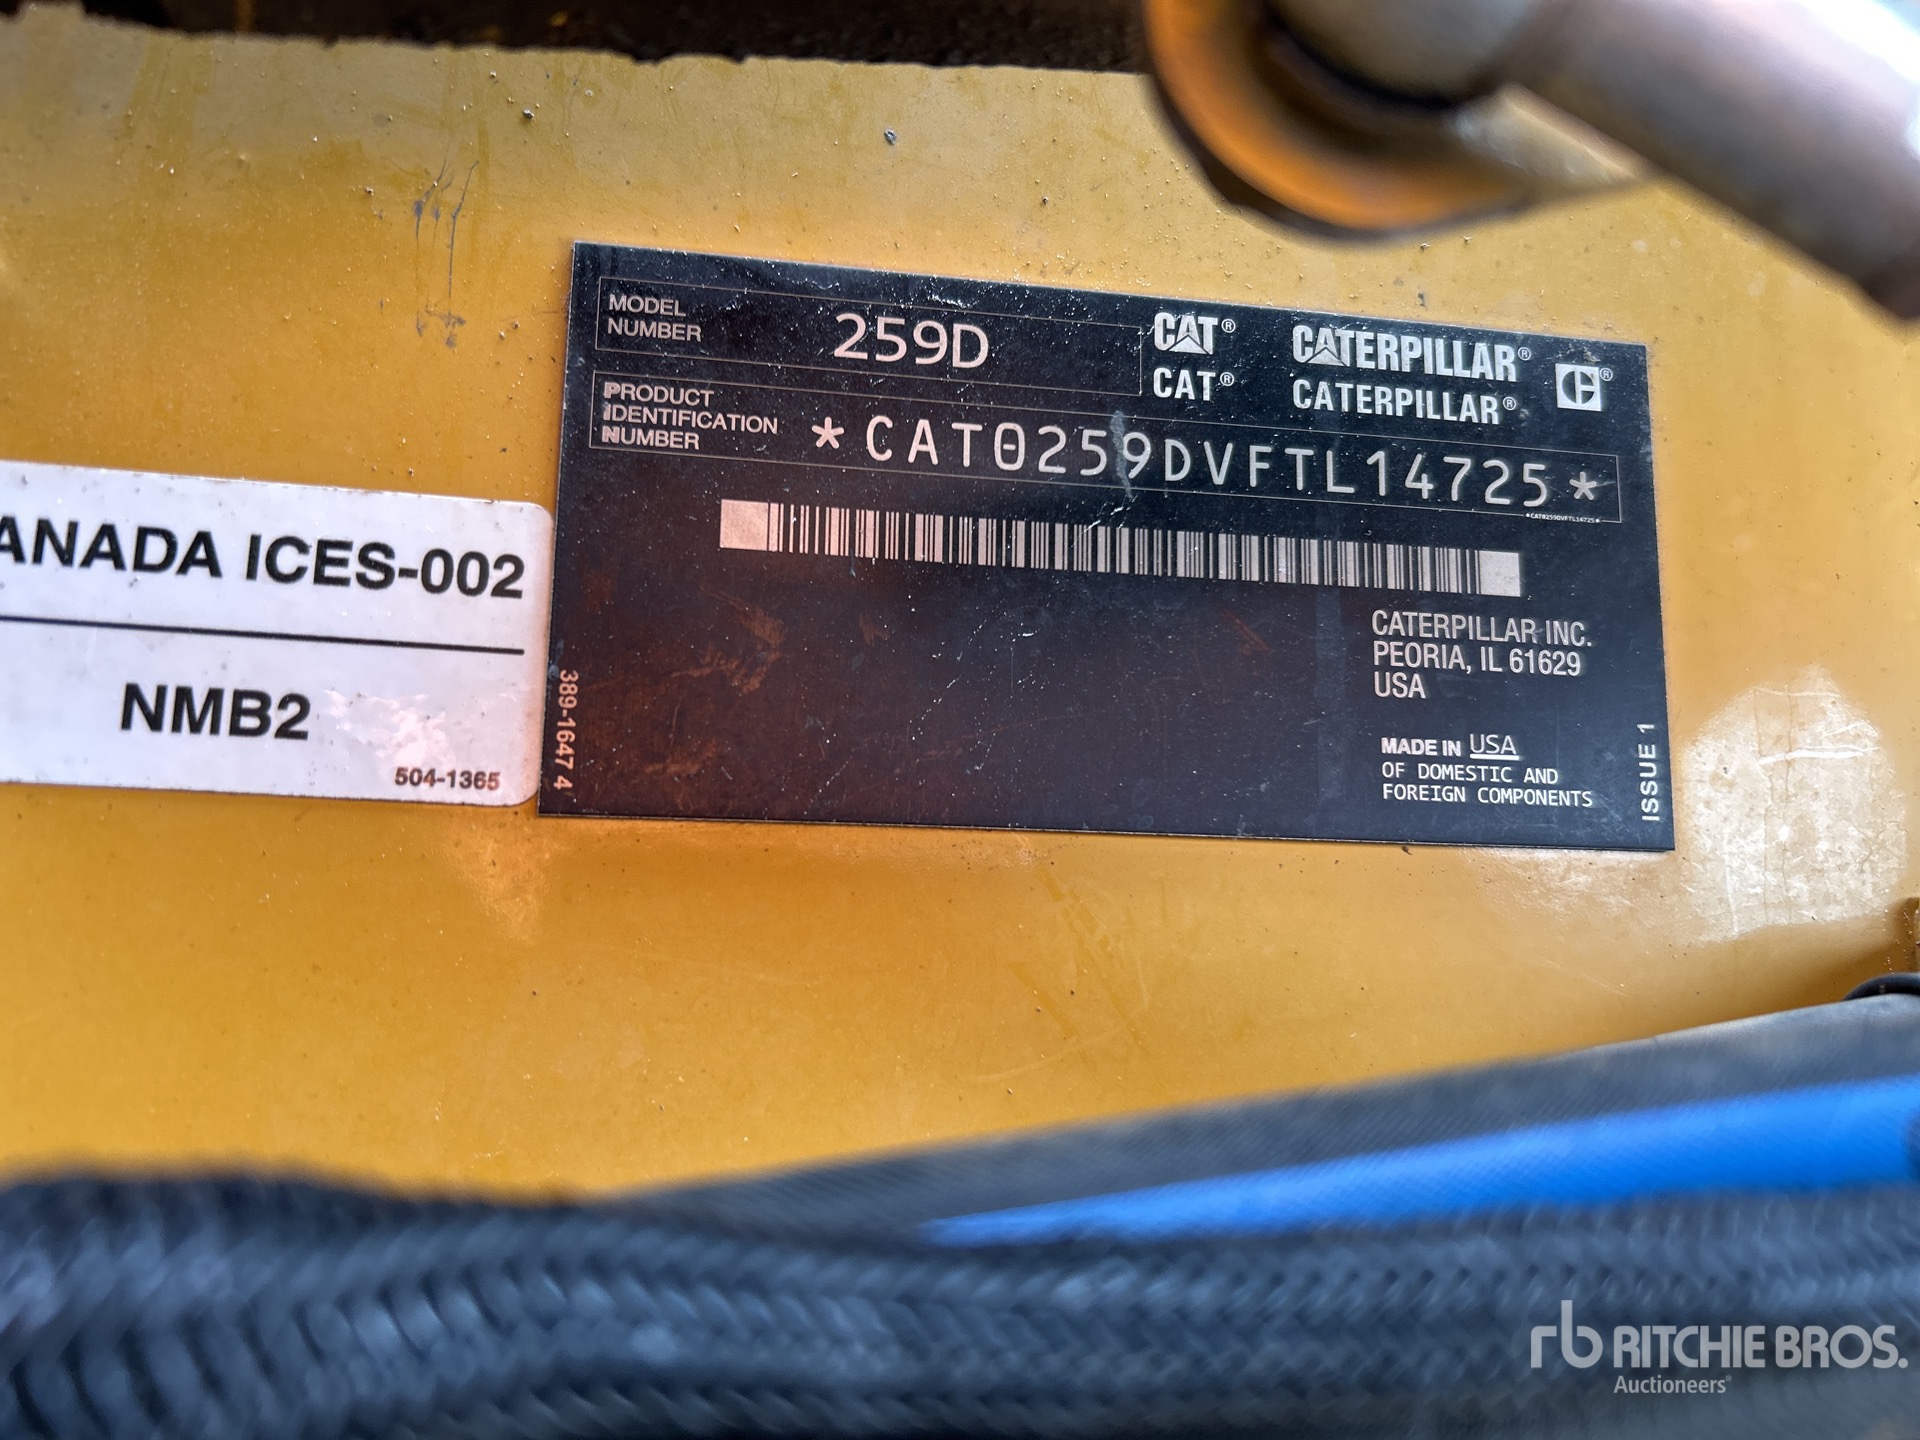 MODEL
NUMBER
259D
CAT® CATERPILLAR®
CAT® CATERPILLAR®
PRODUCT
IDENTIFICATION
NUMBER
*CAT0259DVFTL14725*
*CAT0259DVFTL14725*
CATERPILLAR INC.
PEORIA, IL 61629
USA
MADE IN USA
OF DOMESTIC AND
FOREIGN COMPONENTS
389-1647 4
ISSUE 1
ANADA ICES-002
NMB2
504-1365
rb RITCHIE BROS.
Auctioneers®